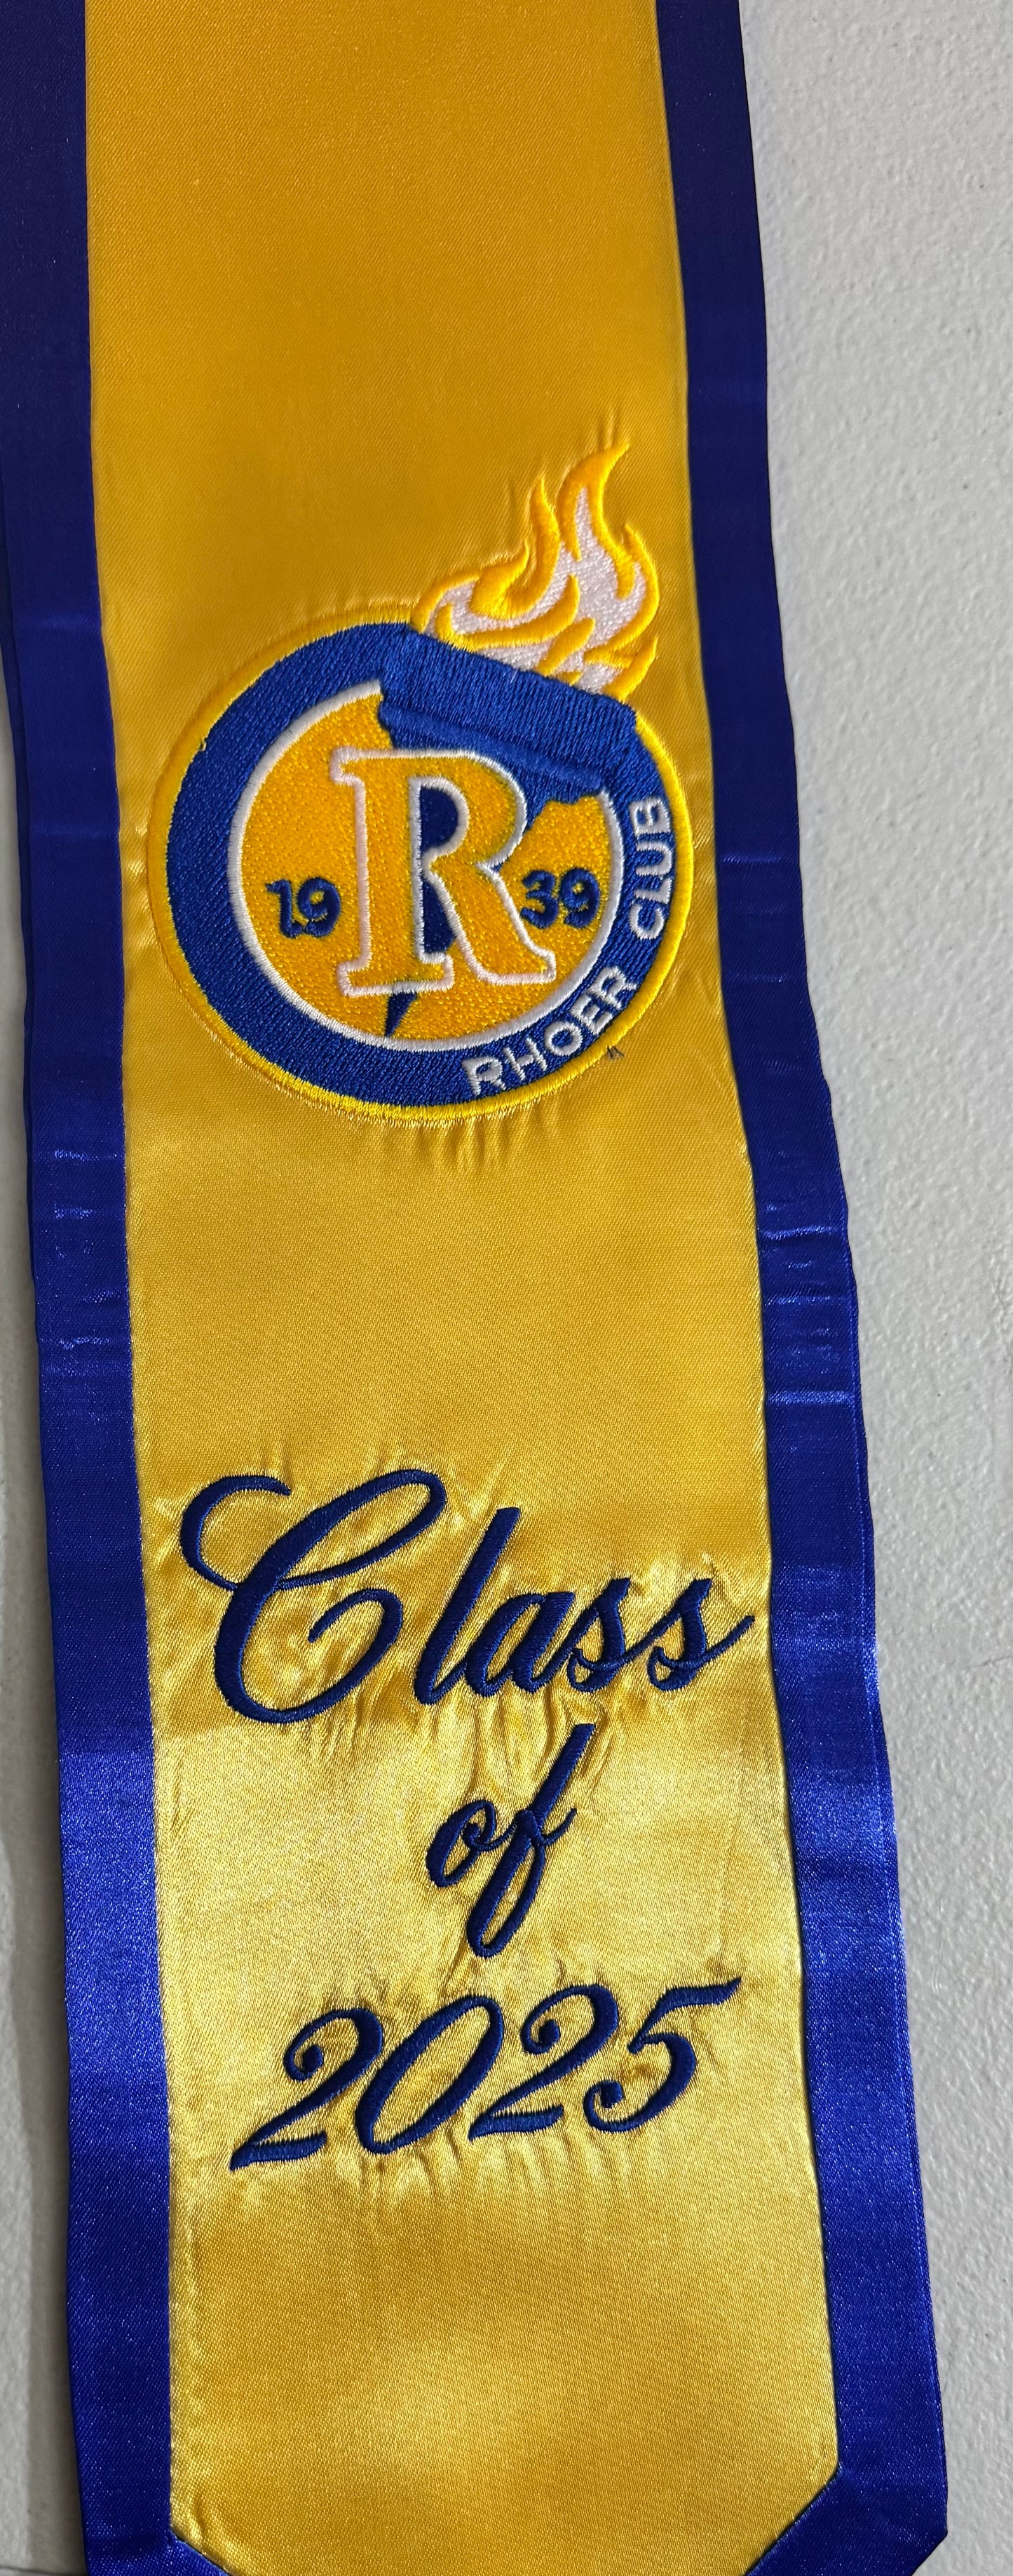 19 R 39
RHOER CLUB
Class
of
2025